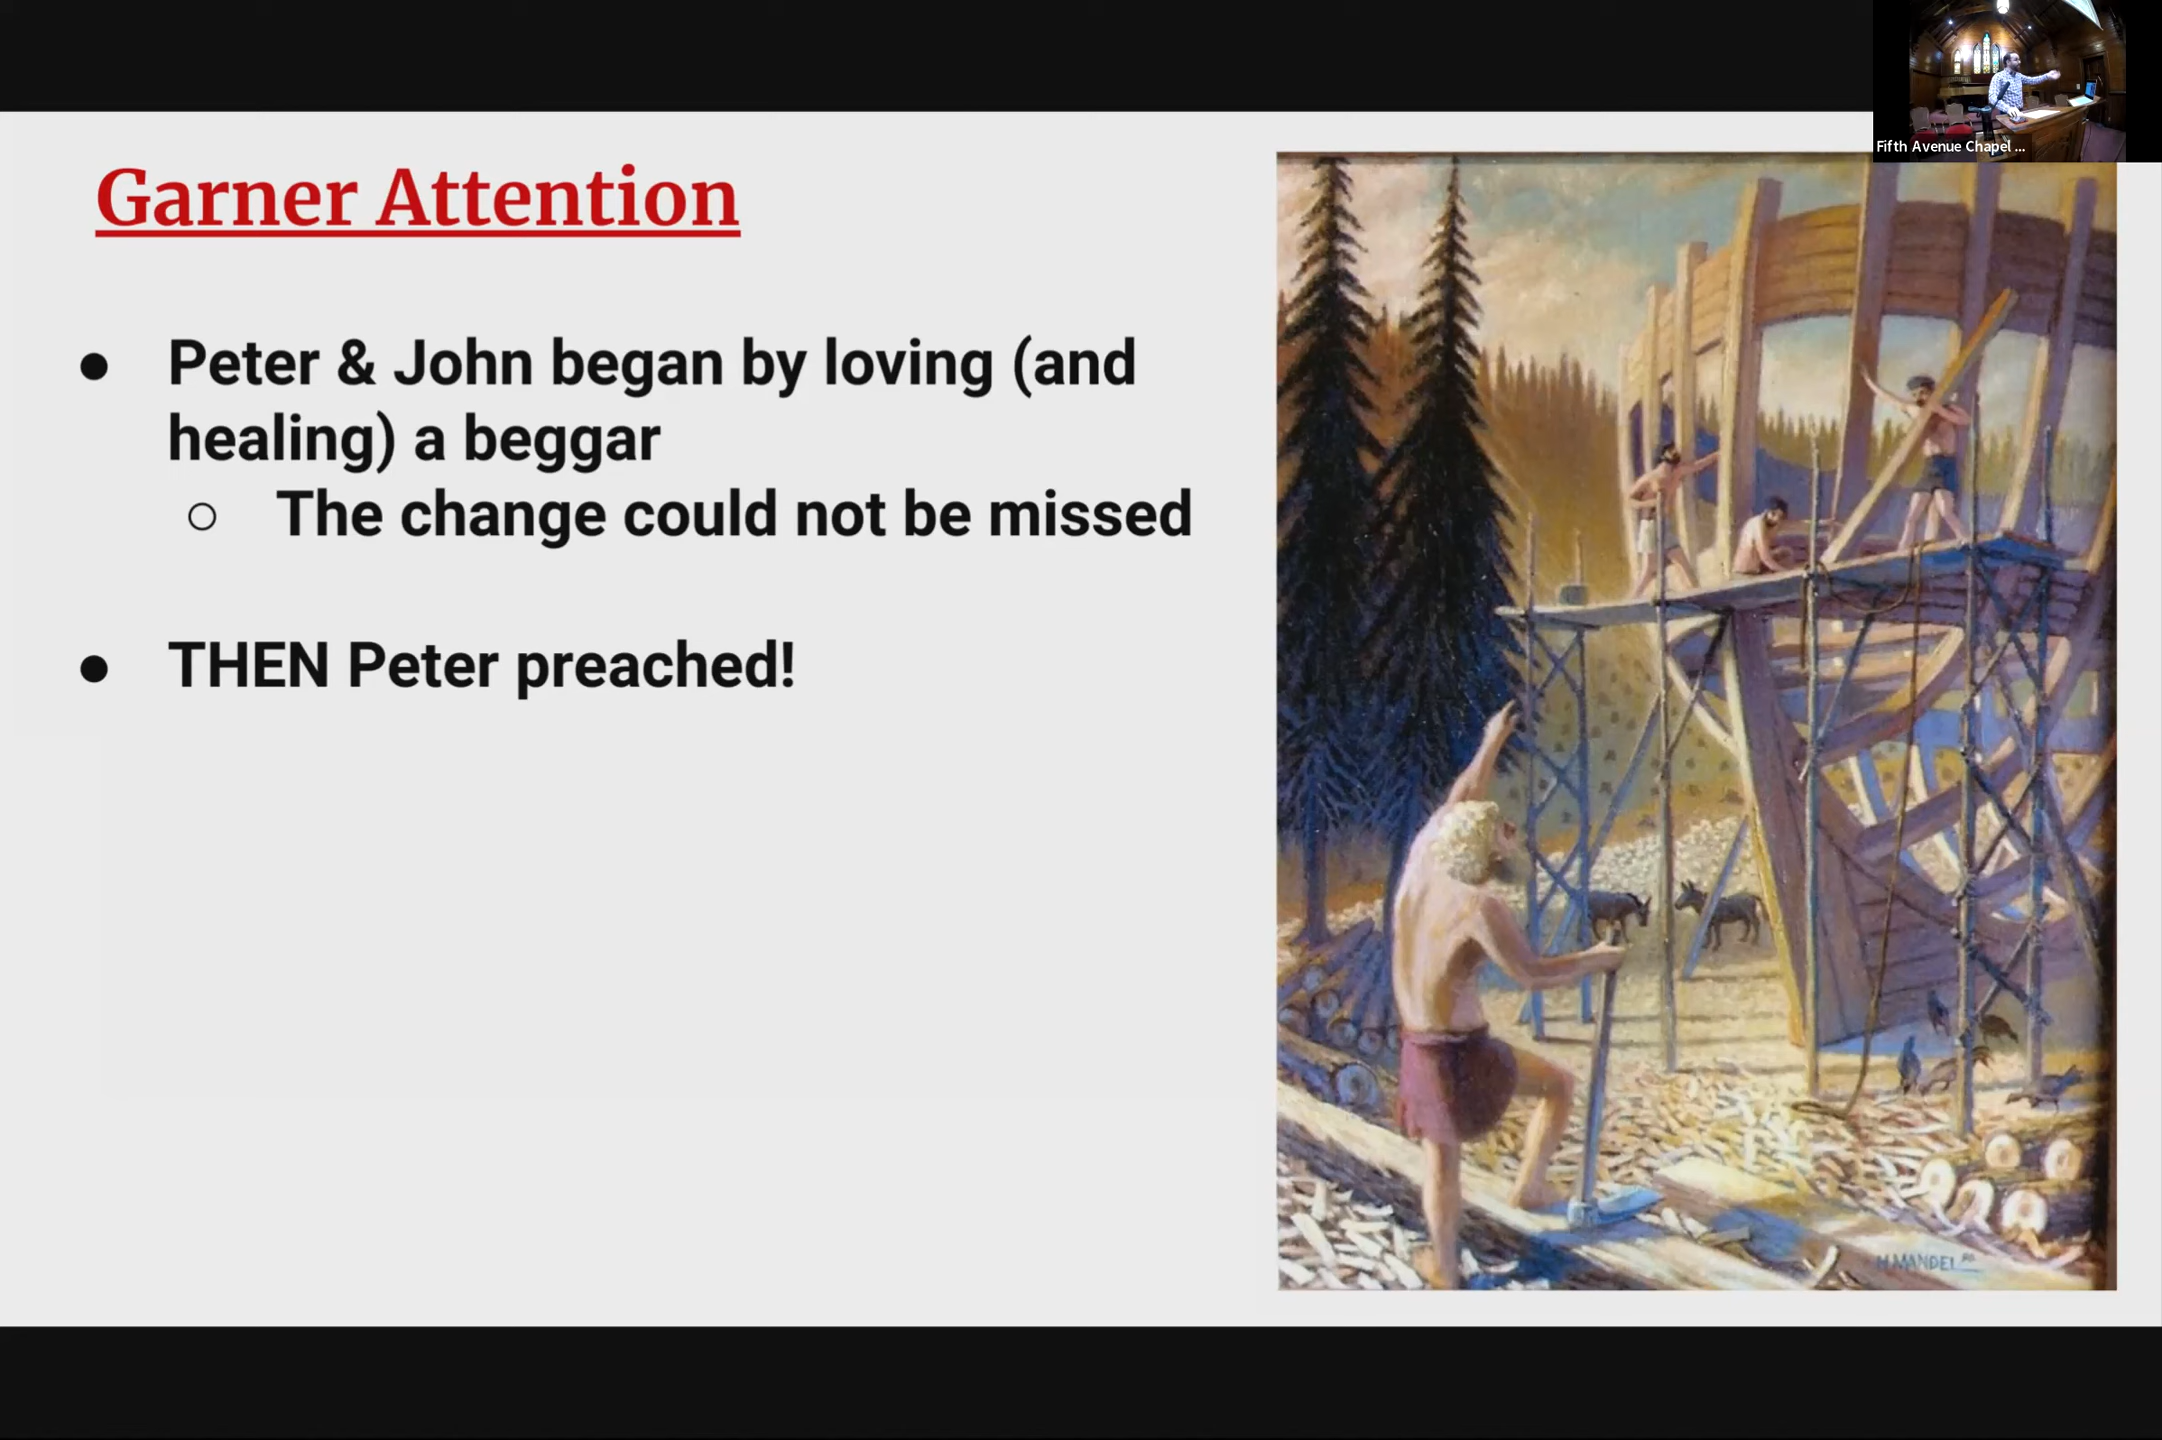 Fifth Avenue Chapel ...
Garner Attention
● Peter & John began by loving (and
healing) a beggar
○ The change could not be missed
● THEN Peter preached!
M.MANDEL